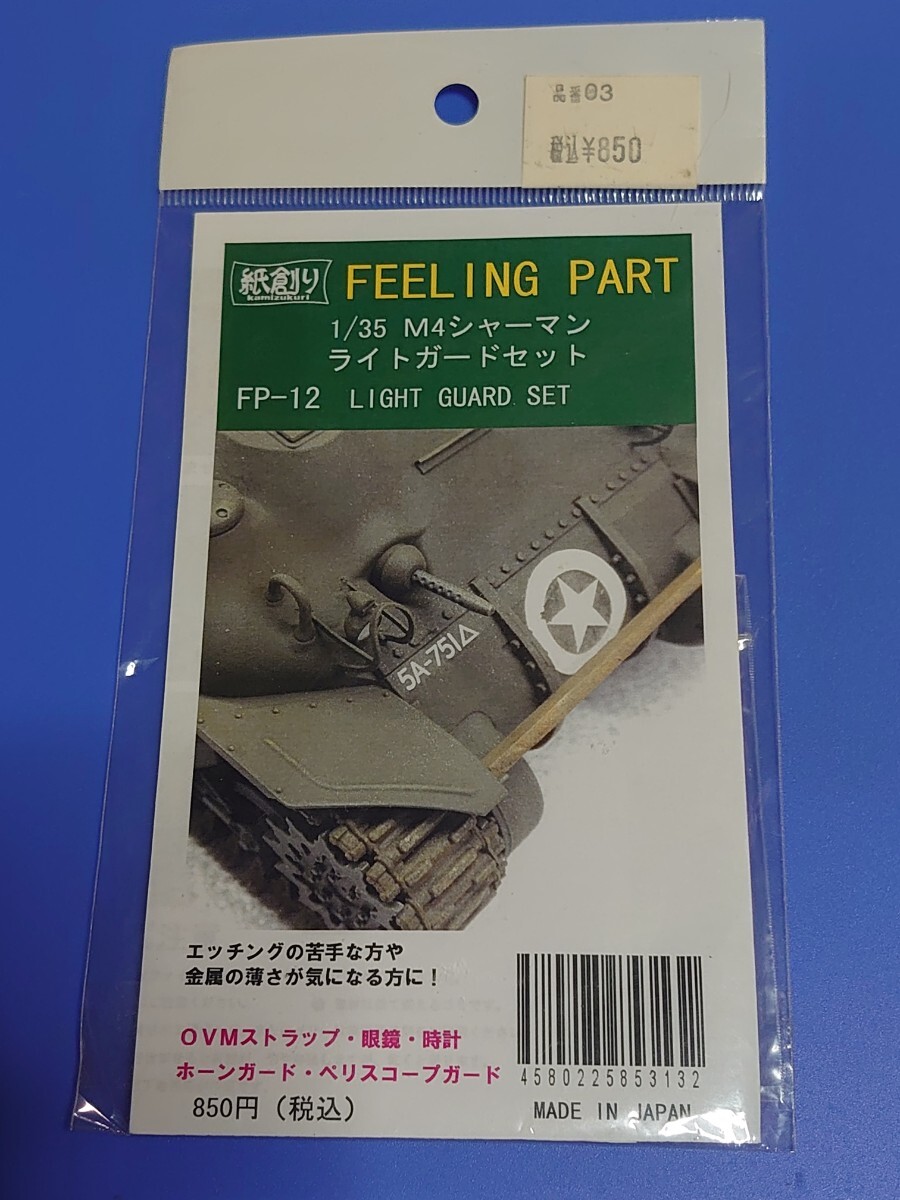 品番03
税込¥850
紙創り
kamizukuri
FEELING PART
1/35 M4シャーマン
ライトガードセット
FP-12 LIGHT GUARD SET
5A-751△
エッチングの苦手な方や
金属の薄さが気になる方に！
OVMストラップ・眼鏡・時計
ホーンガード・ペリスコープガード
850円（税込）
4580225853132
MADE IN JAPAN